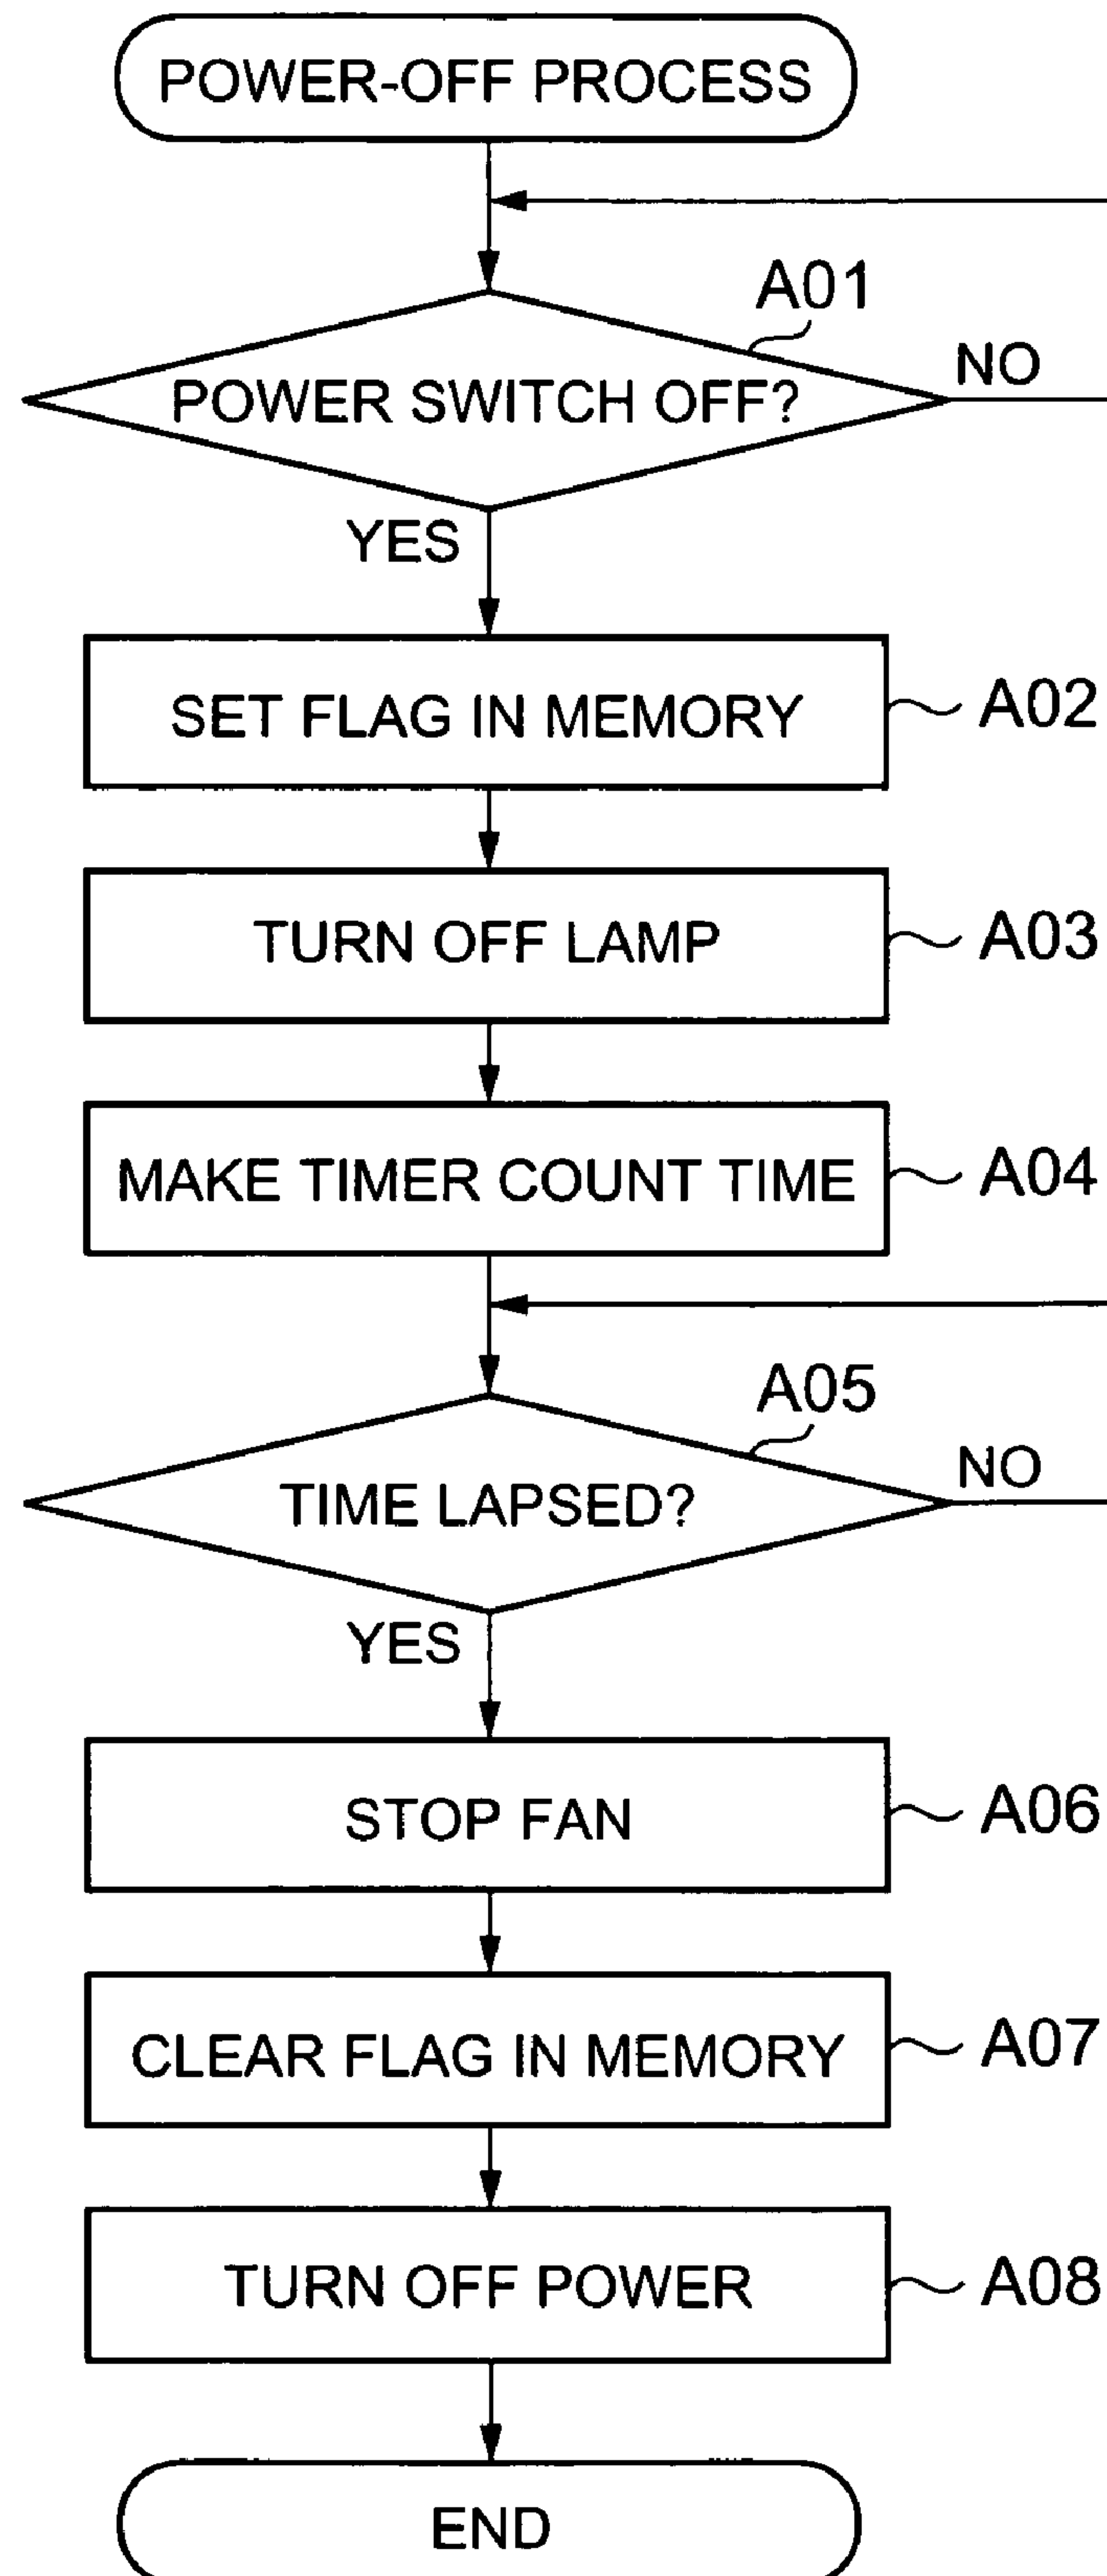 POWER-OFF PROCESS
A01
POWER SWITCH OFF?
NO
YES
SET FLAG IN MEMORY
A02
TURN OFF LAMP
A03
MAKE TIMER COUNT TIME
A04
A05
TIME LAPSED?
NO
YES
STOP FAN
A06
CLEAR FLAG IN MEMORY
A07
TURN OFF POWER
A08
END